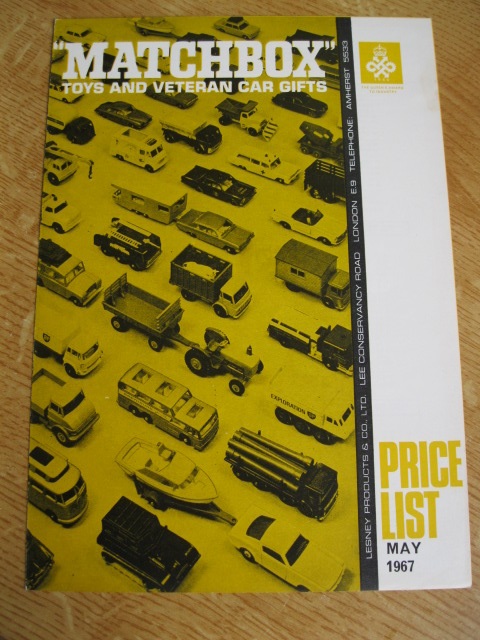 "MATCHBOX"
TOYS AND VETERAN CAR GIFTS
LESNEY PRODUCTS & CO. LTD. LEE CONSERVANCY ROAD LONDON E.9 TELEPHONE: AMHERST 5533
EXPLORATION
BP
PRICE
LIST
MAY
1967